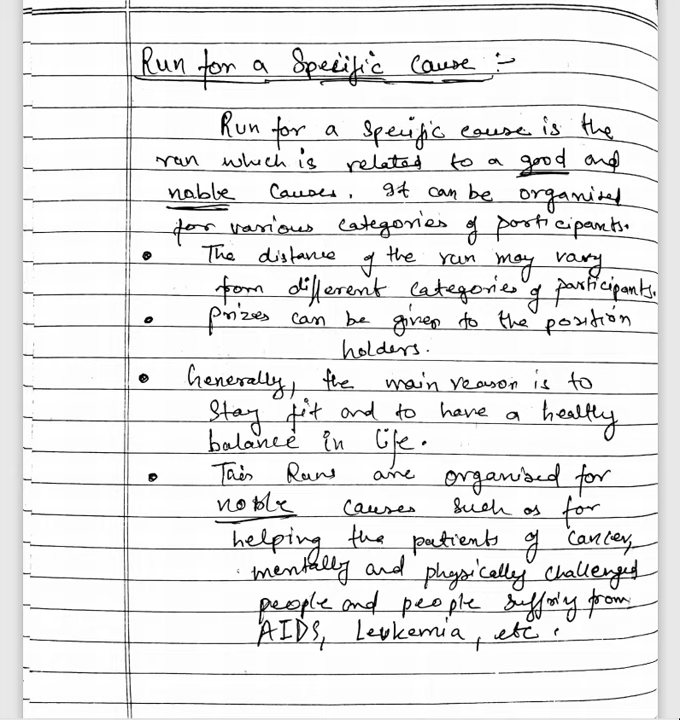 Run for a Specific Cause :-
Run for a specific cause is the
run which is related to a good and
noble causes. It can be organised
for various categories of participants.
• The distance of the run may vary
from different categories of participants.
• Prizes can be given to the position
holders.
• Generally, the main reason is to
Stay fit and to have a healthy
balance in life.
• This Runs are organised for
noble causes such as for
helping the patients of cancer,
mentally and physically challenged
people and people suffring from
AIDS, Leukemia, etc.